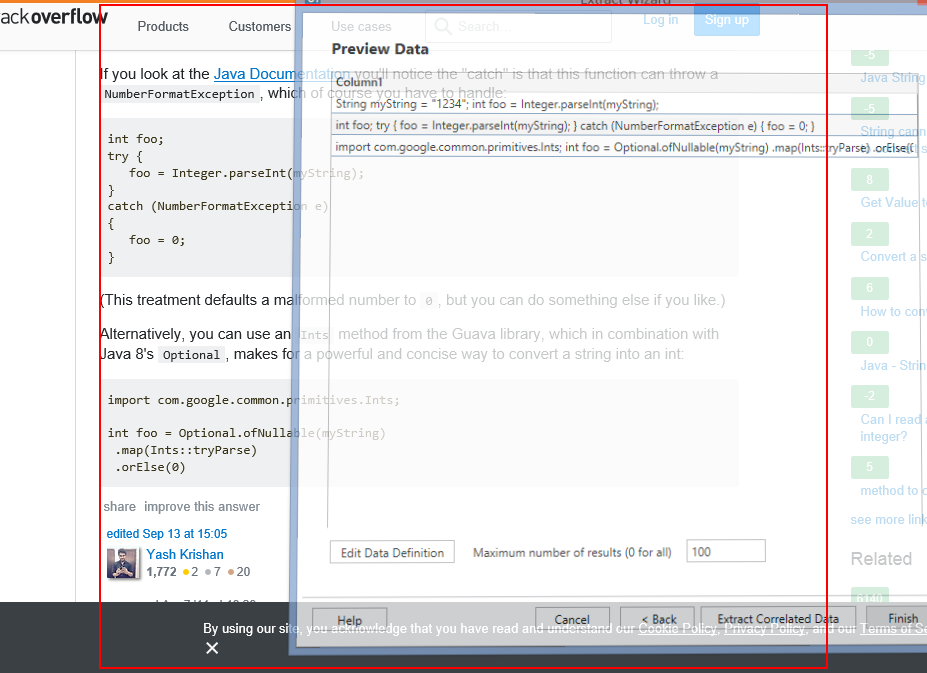 ackoverflow
Products
Customers
Use cases
Search...
Log in
Sign up
Extract Wizard
Preview Data
If you look at the Java Documentation you'll notice the "catch" is that this function can throw a
NumberFormatException , which of course you have to handle:
Column1
String myString = "1234"; int foo = Integer.parseInt(myString);
int foo; try { foo = Integer.parseInt(myString); } catch (NumberFormatException e) { foo = 0; }
import com.google.common.primitives.Ints; int foo = Optional.ofNullable(myString) .map(Ints::tryParse) .orElse((
int foo;
try {
foo = Integer.parseInt(myString);
}
catch (NumberFormatException e)
{
foo = 0;
}
(This treatment defaults a malformed number to 0 , but you can do something else if you like.)
Alternatively, you can use an Ints method from the Guava library, which in combination with
Java 8's Optional , makes for a powerful and concise way to convert a string into an int:
import com.google.common.primitives.Ints;
int foo = Optional.ofNullable(myString)
.map(Ints::tryParse)
.orElse(0)
share improve this answer
edited Sep 13 at 15:05
Yash Krishan
1,772 2 7 20
Edit Data Definition
Maximum number of results (0 for all)
100
-5
Java String
-5
String cann
8
Get Value t
2
Convert a s
6
How to con
0
Java - Strin
-2
Can I read a
integer?
5
method to c
see more link
Related
6140
Help
Cancel
< Back
Extract Correlated Data
Finish
By using our site, you acknowledge that you have read and understand our Cookie Policy, Privacy Policy, and our Terms of Se